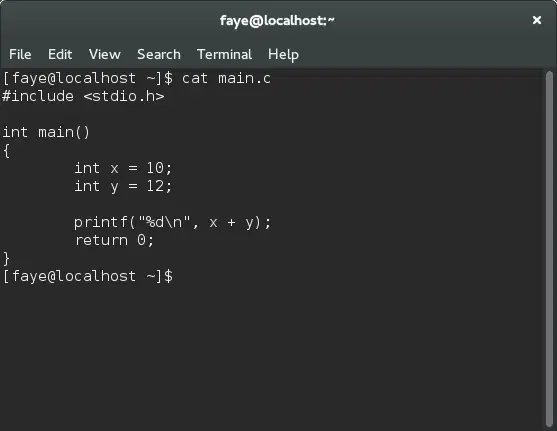 faye@localhost:~
File Edit View Search Terminal Help
[faye@localhost ~]$ cat main.c
#include <stdio.h>
int main()
{
        int x = 10;
        int y = 12;
        printf("%d\n", x + y);
        return 0;
}
[faye@localhost ~]$